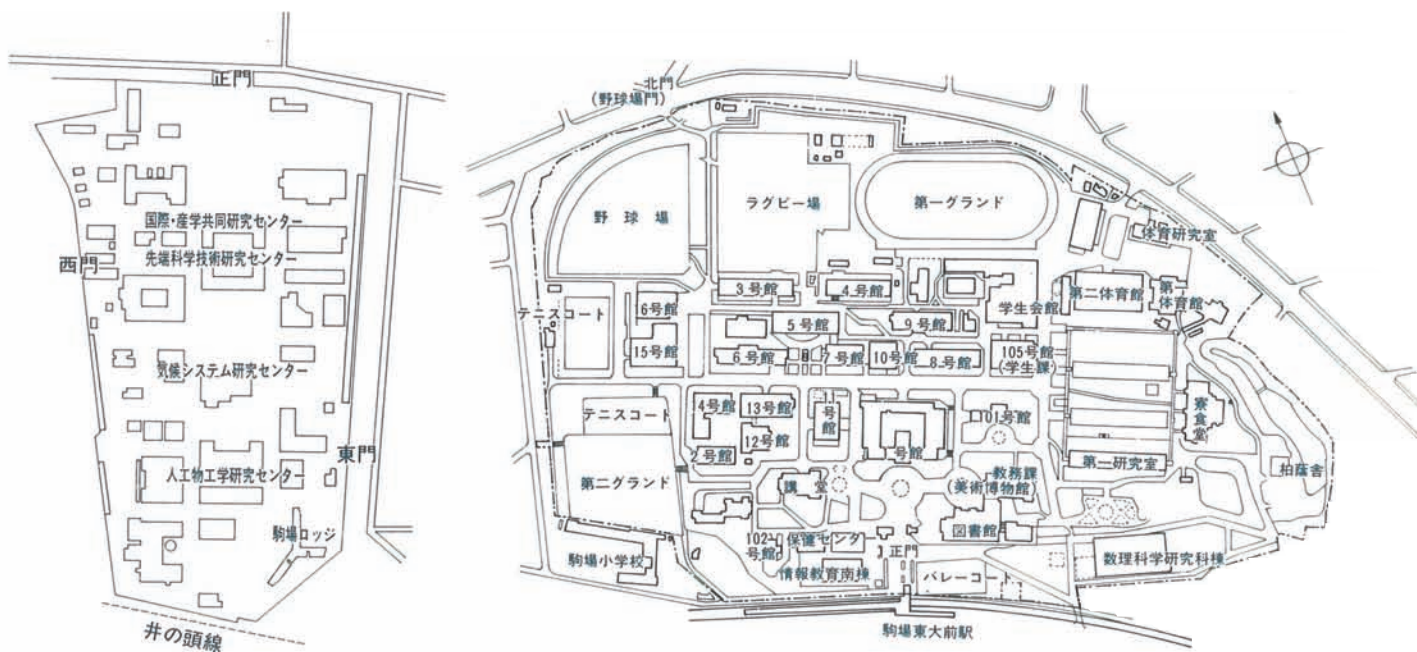 正門
国際・産学共同研究センター
先端科学技術研究センター
西門
気候システム研究センター
東門
人工物工学研究センター
駒場ロッジ
井の頭線
北門
(野球場門)
野球場
ラグビー場
第一グランド
体育研究室
3号館
4号館
学生会館
第二体育館
第一
体育館
テニスコート
6号館
5号館
9号館
15号館
6号館
7号館
10号館
8号館
105号館
(学生課)
テニスコート
4号館
13号館
号
館
101号館
寮
食
堂
12号館
2号館
号館
第一研究室
第二グランド
講堂
教務課
(美術博物館)
柏蔭舎
図書館
102
号館
保健センタ
正門
駒場小学校
情報教育南棟
バレーコート
数理科学研究科棟
駒場東大前駅